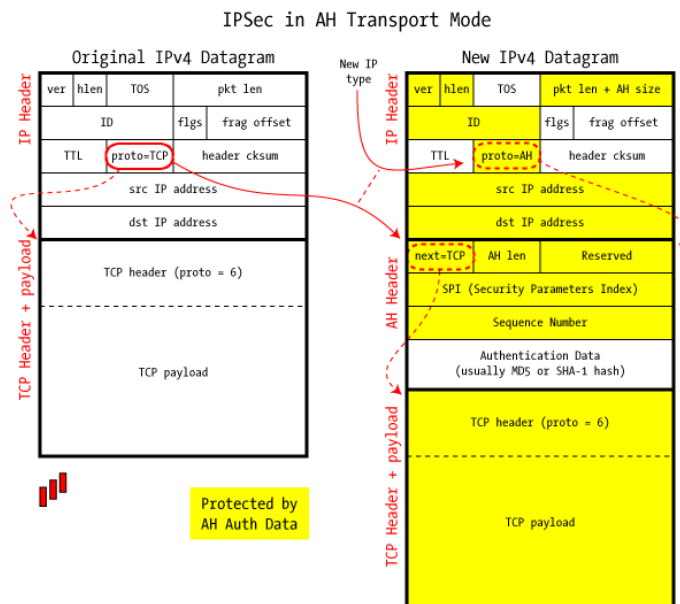 IPSec in AH Transport Mode
Original IPv4 Datagram
IP Header
ver hlen TOS pkt len
ID flgs frag offset
TTL proto=TCP header cksum
src IP address
dst IP address
TCP Header + payload
TCP header (proto = 6)
TCP payload
Protected by
AH Auth Data
New IP
type
New IPv4 Datagram
IP Header
ver hlen TOS pkt len + AH size
ID flgs frag offset
TTL proto=AH header cksum
src IP address
dst IP address
AH Header
next=TCP AH len Reserved
SPI (Security Parameters Index)
Sequence Number
Authentication Data
(usually MD5 or SHA-1 hash)
TCP Header + payload
TCP header (proto = 6)
TCP payload